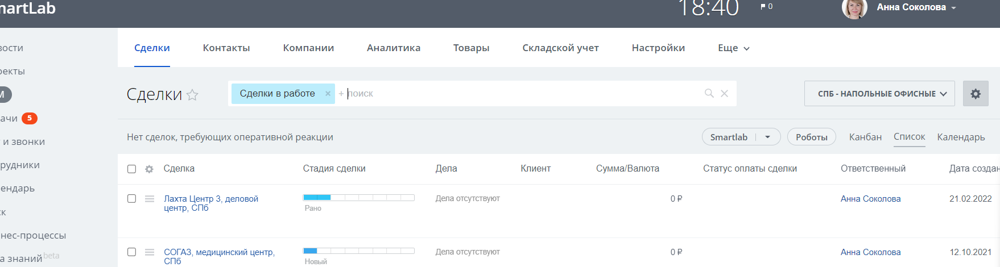 martLab
18:40
0
Анна Соколова
вости
Сделки
Контакты
Компании
Аналитика
Товары
Складской учет
Настройки
Еще
оекты
М
Сделки
Сделки в работе
+ поиск
СПБ - НАПОЛЬНЫЕ ОФИСНЫЕ
ачи 5
и звонки
Нет сделок, требующих оперативной реакции
Smartlab
Роботы
Канбан
Список
Календарь
рудники
Сделка
Стадия сделки
Дела
Клиент
Сумма/Валюта
Статус оплаты сделки
Ответственный
Дата создан
ендарь
Лахта Центр 3, деловой
центр, СПб
Рано
Дела отсутствуют
0 ₽
Анна Соколова
21.02.2022
ск
нес-процессы
СОГАЗ, медицинский центр,
СПб
Новый
Дела отсутствуют
0 ₽
Анна Соколова
12.10.2021
а знаний beta